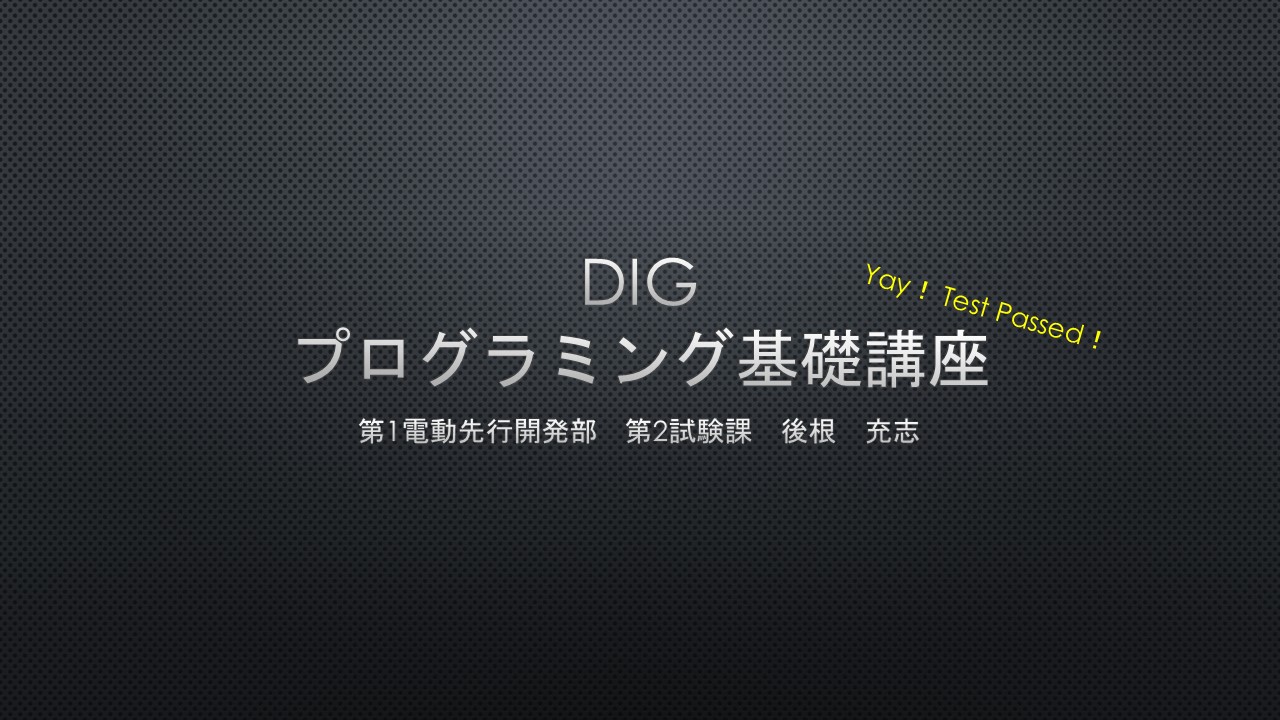 DIG
Yay！ Test Passed！
プログラミング基礎講座
第1電動先行開発部　第2試験課　後根　充志